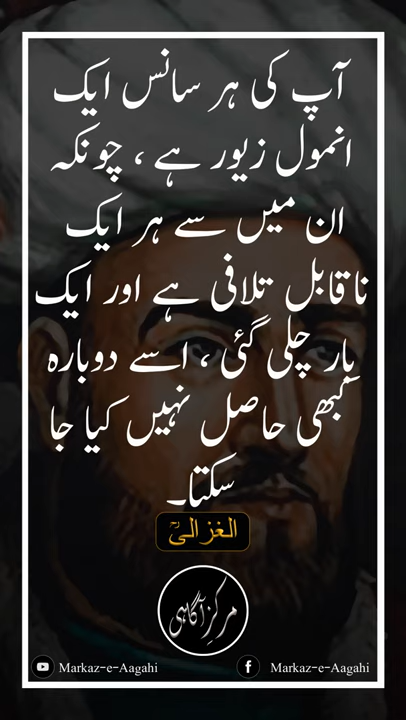 آپ کی ہر سانس ایک
انمول زیور ہے ، چونکہ
ان میں سے ہر ایک
ناقابل تلافی ہے اور ایک
بار چلی گئی ، اسے دوبارہ
کبھی حاصل نہیں کیا جا
سکتا۔
الغزالیؒ
مرکزِ آگاہی
Markaz-e-Aagahi
Markaz-e-Aagahi